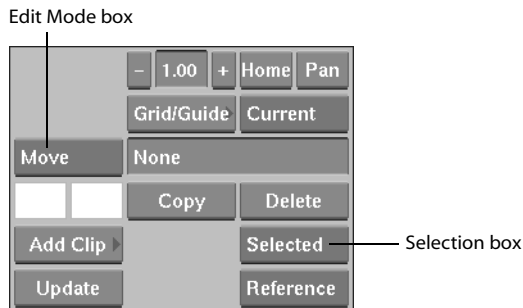 Edit Mode box
- 1.00 + Home Pan
Grid/Guide Current
Move None
Copy Delete
Add Clip Selected Selection box
Update Reference